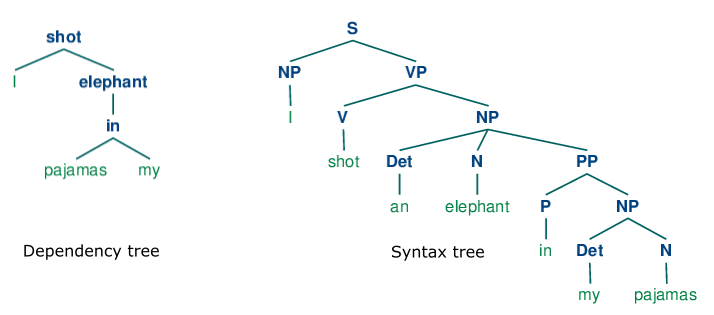 shot
I elephant
in
pajamas my
Dependency tree
S
NP VP
I V NP
shot Det N PP
an elephant P NP
in Det N
my pajamas
Syntax tree